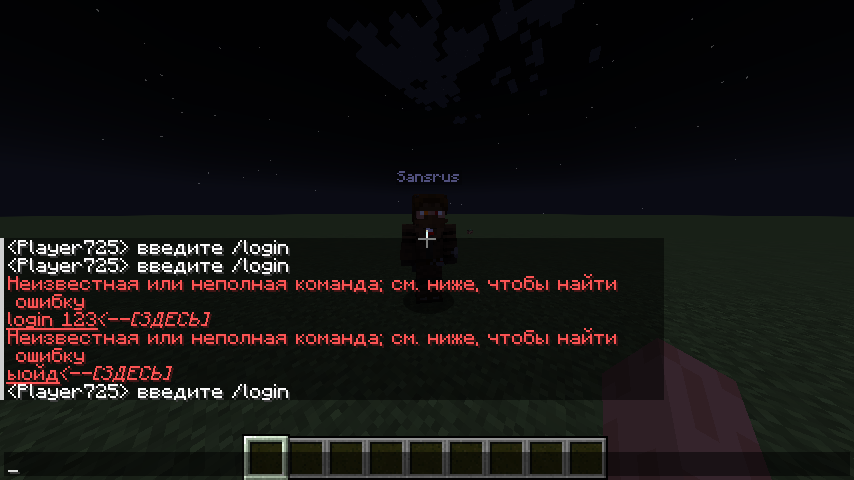 Sansrus
<Player725> введите /login
<Player725> введите /login
Неизвестная или неполная команда; см. ниже, чтобы найти
ошибку
login 123<--[ЗДЕСЬ]
Неизвестная или неполная команда; см. ниже, чтобы найти
ошибку
ыойд<--[ЗДЕСЬ]
<Player725> введите /login
_